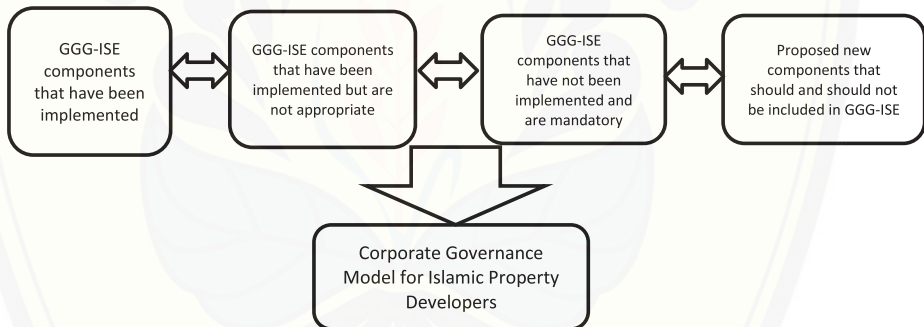 GGG-ISE
components
that have been
implemented
GGG-ISE components
that have been
implemented but are
not appropriate
GGG-ISE
components that
have not been
implemented and
are mandatory
Proposed new
components that
should and should not
be included in GGG-ISE
Corporate Governance
Model for Islamic Property
Developers